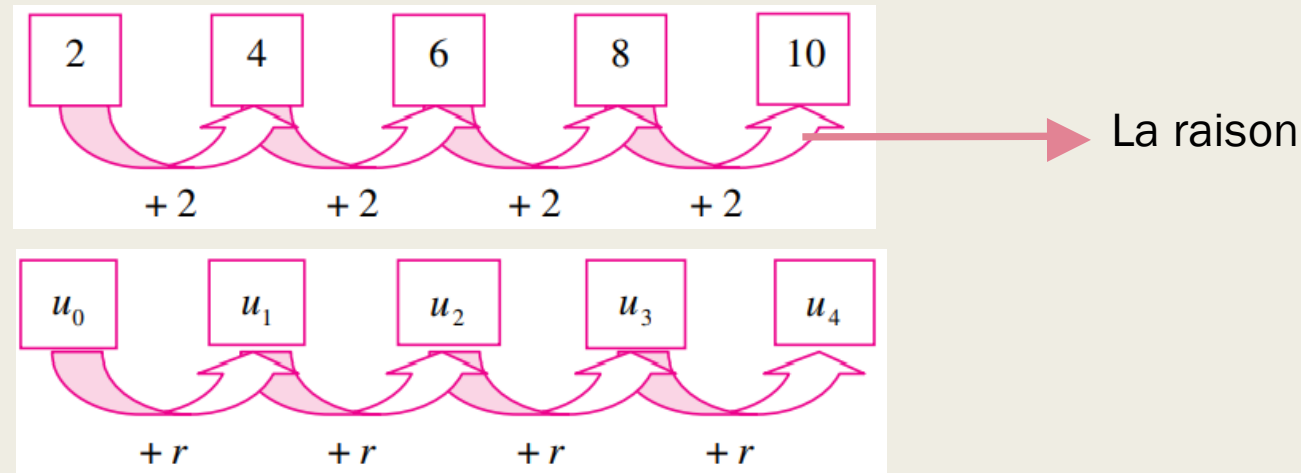 2 4 6 8 10
La raison
+ 2 + 2 + 2 + 2
u₀ u₁ u₂ u₃ u₄
+ r + r + r + r